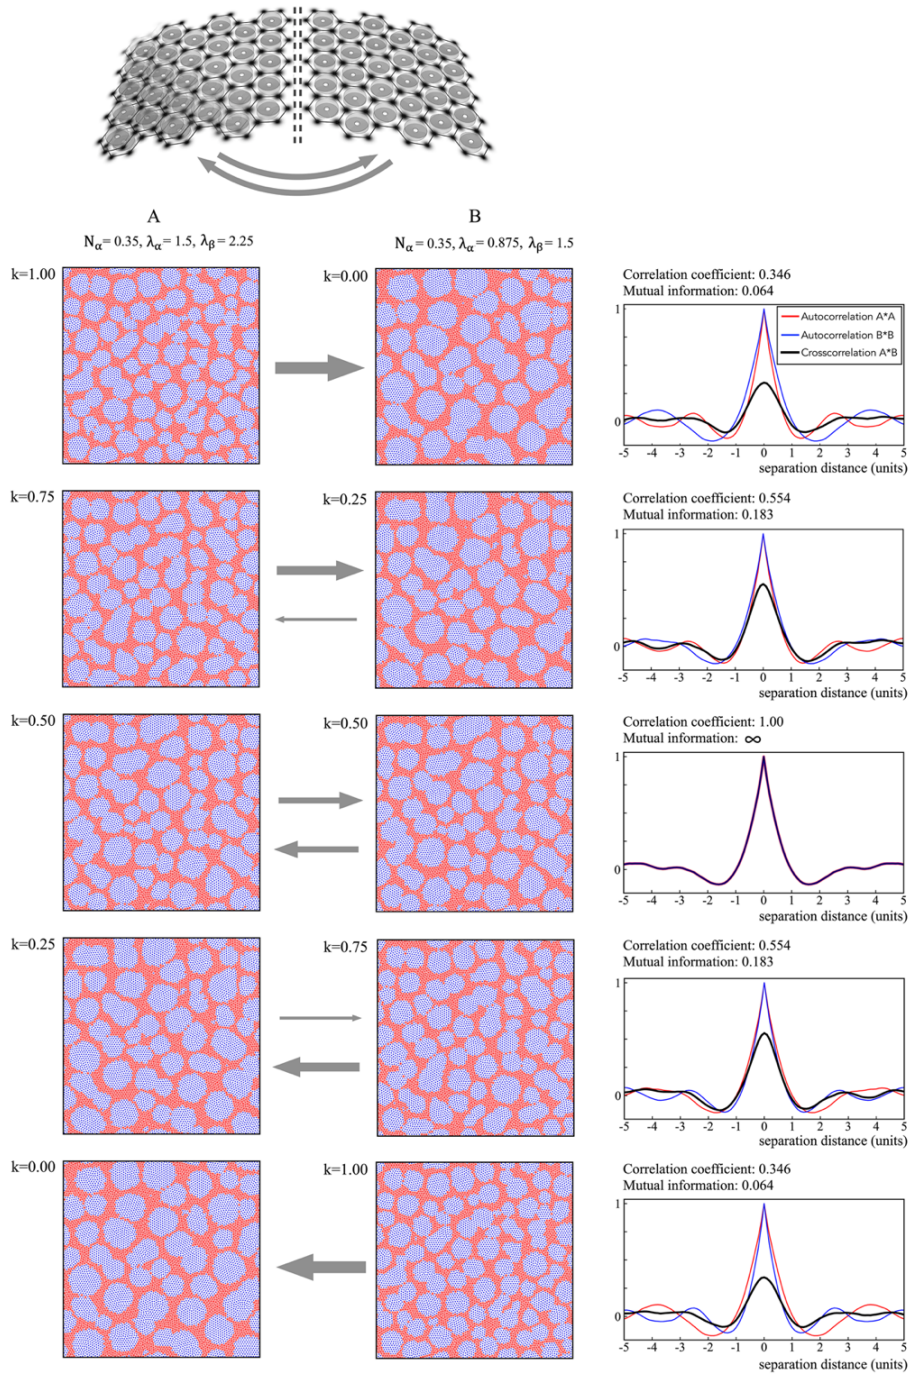 A
B
Nα = 0.35, λα = 1.5, λβ = 2.25
Nα = 0.35, λα = 0.875, λβ = 1.5
k=1.00
k=0.00
Correlation coefficient: 0.346
Mutual information: 0.064
1
0
Autocorrelation A*A
Autocorrelation B*B
Crosscorrelation A*B
-5 -4 -3 -2 -1 0 1 2 3 4 5
separation distance (units)
k=0.75
k=0.25
Correlation coefficient: 0.554
Mutual information: 0.183
1
0
-5 -4 -3 -2 -1 0 1 2 3 4 5
separation distance (units)
k=0.50
k=0.50
Correlation coefficient: 1.00
Mutual information: ∞
1
0
-5 -4 -3 -2 -1 0 1 2 3 4 5
separation distance (units)
k=0.25
k=0.75
Correlation coefficient: 0.554
Mutual information: 0.183
1
0
-5 -4 -3 -2 -1 0 1 2 3 4 5
separation distance (units)
k=0.00
k=1.00
Correlation coefficient: 0.346
Mutual information: 0.064
1
0
-5 -4 -3 -2 -1 0 1 2 3 4 5
separation distance (units)